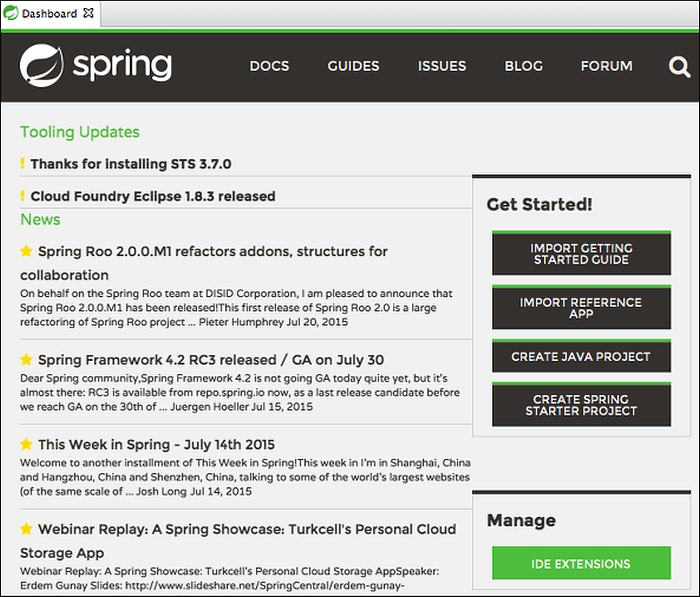 Dashboard
spring
DOCS GUIDES ISSUES BLOG FORUM
Tooling Updates
! Thanks for installing STS 3.7.0
! Cloud Foundry Eclipse 1.8.3 released
News
Spring Roo 2.0.0.M1 refactors addons, structures for
collaboration
On behalf on the Spring Roo team at DISID Corporation, I am pleased to announce that
Spring Roo 2.0.0.M1 has been released!This first release of Spring Roo 2.0 is a large
refactoring of Spring Roo project ... Pieter Humphrey Jul 20, 2015
Spring Framework 4.2 RC3 released / GA on July 30
Dear Spring community,Spring Framework 4.2 is not going GA today quite yet, but it's
almost there: RC3 is available from repo.spring.io now, as a last release candidate before
we reach GA on the 30th of ... Juergen Hoeller Jul 15, 2015
This Week in Spring - July 14th 2015
Welcome to another installment of This Week in Spring!This week in I'm in Shanghai, China
and Hangzhou, China and Shenzhen, China, talking to some of the world's largest websites
(of the same scale of ... Josh Long Jul 14, 2015
Webinar Replay: A Spring Showcase: Turkcell's Personal Cloud
Storage App
Webinar Replay: A Spring Showcase: Turkcell's Personal Cloud Storage AppSpeaker:
Erdem Gunay Slides: http://www.slideshare.net/SpringCentral/erdem-gunay-
Get Started!
IMPORT GETTING
STARTED GUIDE
IMPORT REFERENCE
APP
CREATE JAVA PROJECT
CREATE SPRING
STARTER PROJECT
Manage
IDE EXTENSIONS